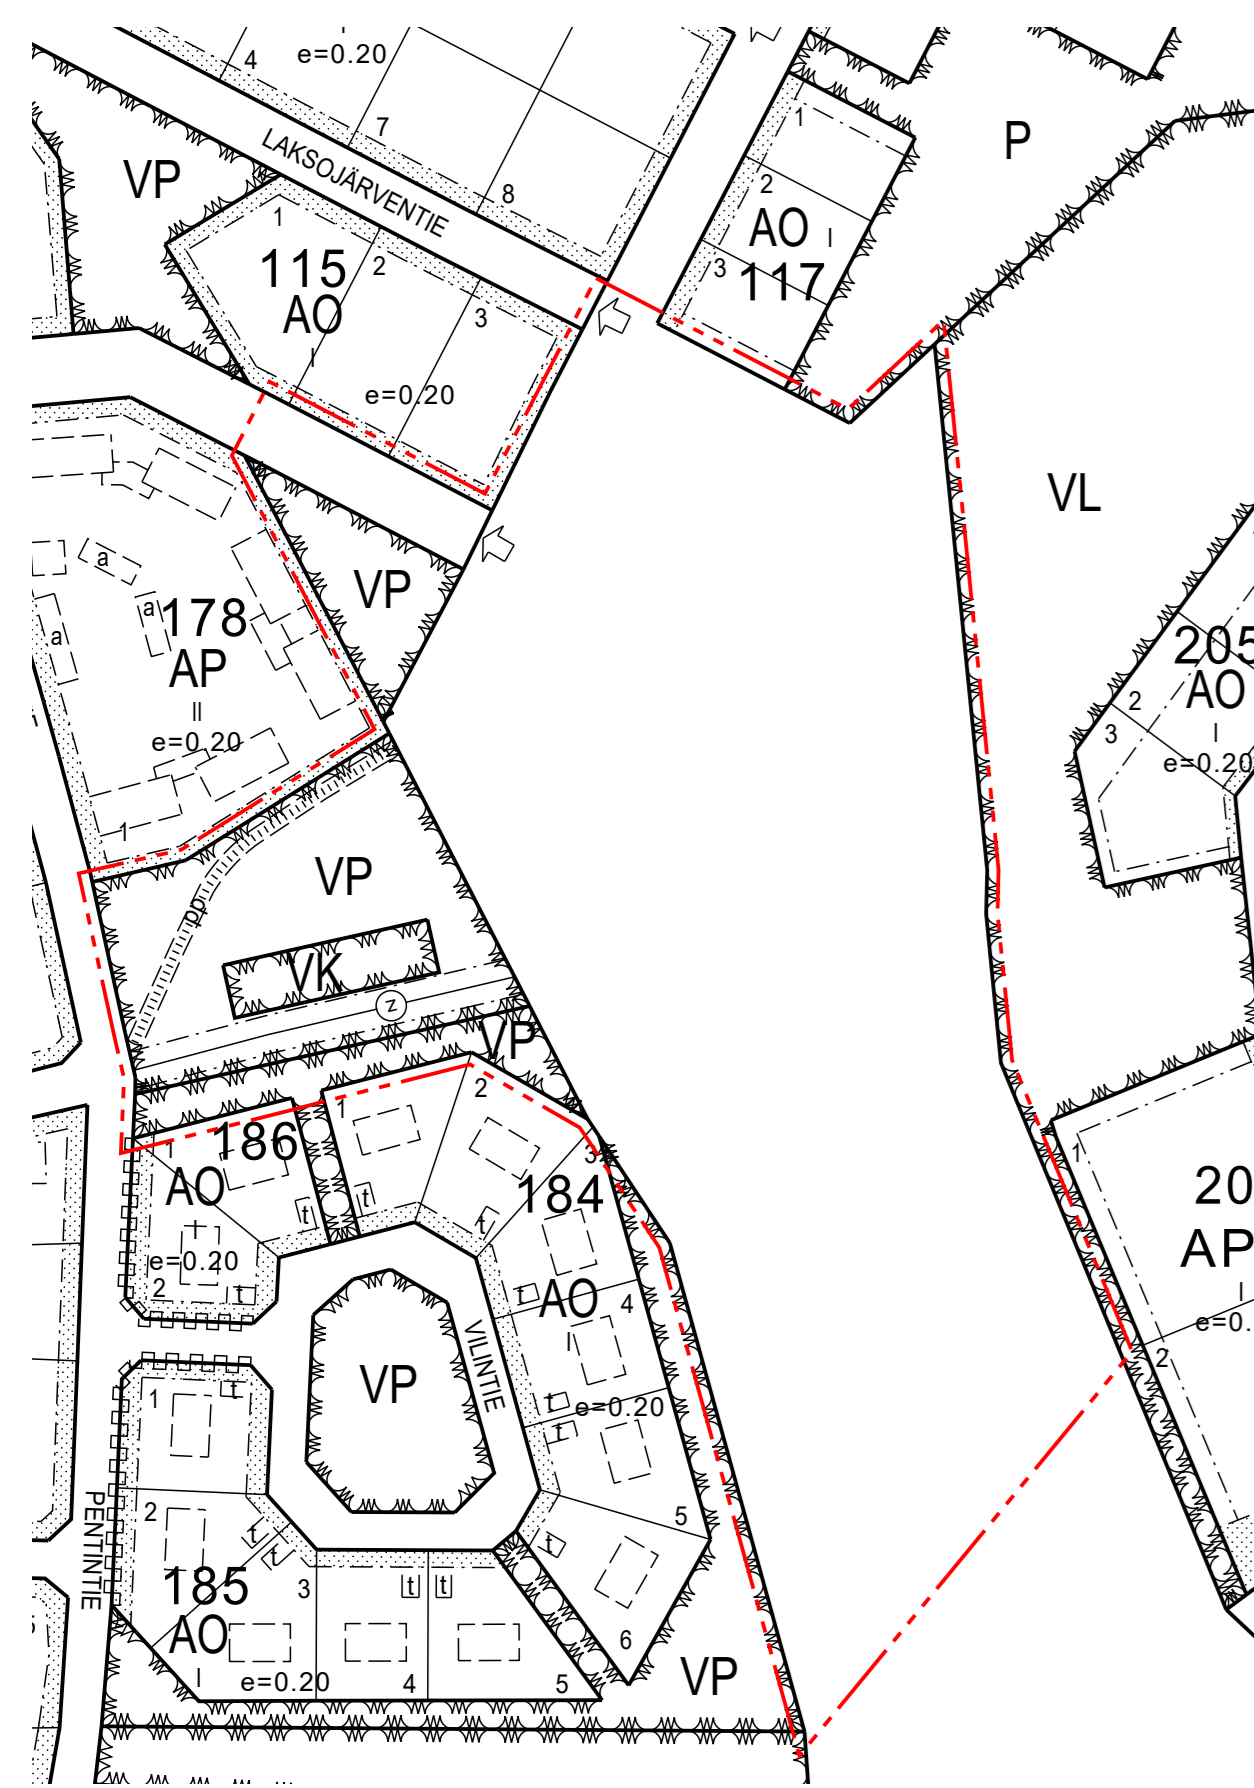 4
e=0.20
7
8
LAKSOJÄRVENTIE
VP
1
115
2
AO
3
I
e=0.20
1
2
AO I
3
117
P
VL
a
a
a
178
AP
II
e=0.20
1
VP
205
2
AO
3
I
e=0.20
VP
pp
VK
z
VP
1
2
1
186
AO
I
e=0.20
2
t
t
t
t
3
184
AO
I
4
e=0.20
t
t
t
5
t
6
VILINTIE
VP
1
20
AP
I
e=0.
2
1
t
2
PENTINTIE
t
t
185
AO
I
3
t
t
e=0.20
4
5
VP